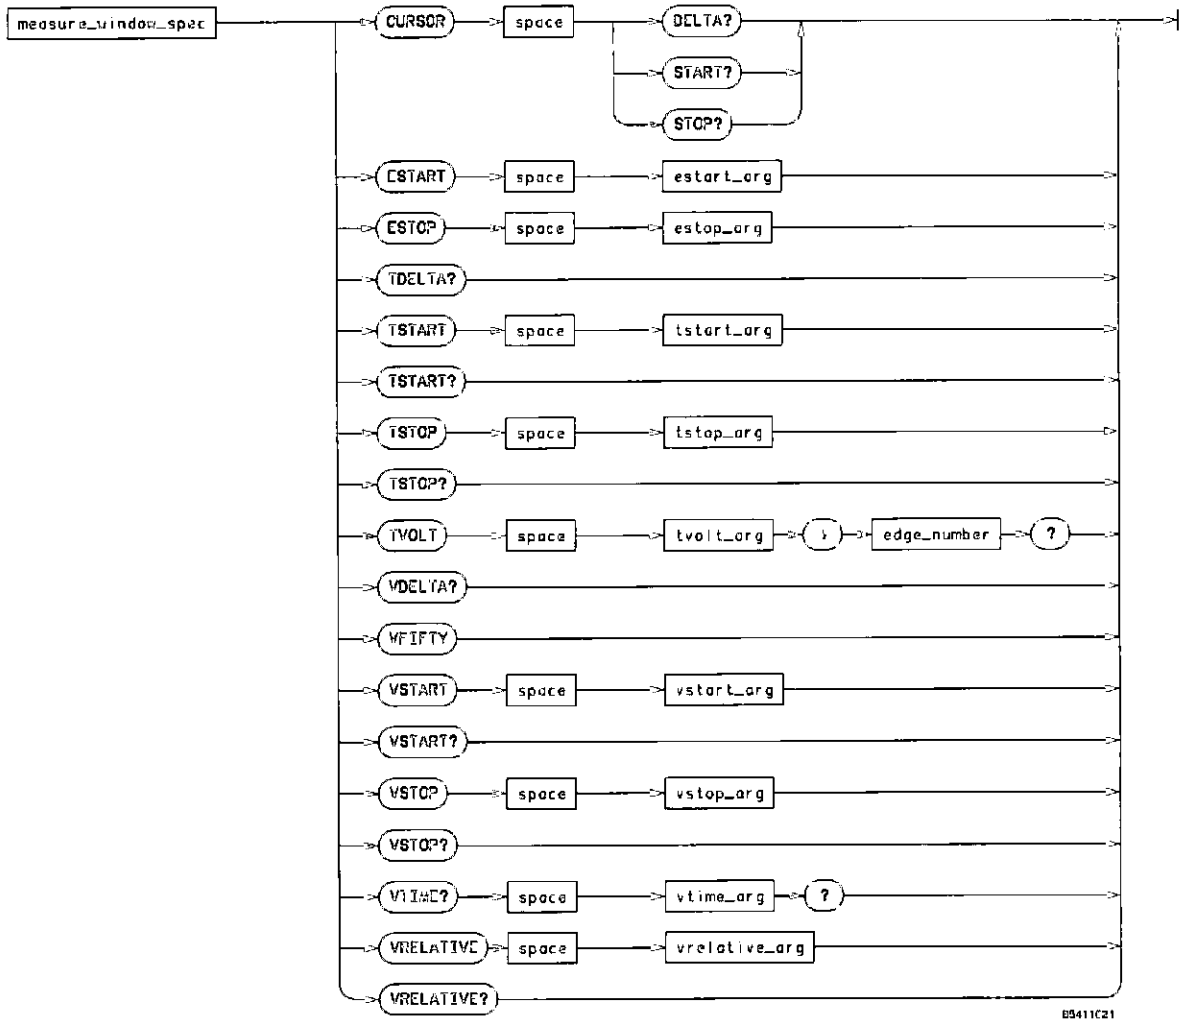 measure_window_spec CURSOR space DELTA?
START?
STOP?
ESTART space estart_arg
ESTOP space estop_arg
TDELTA?
TSTART space tstart_arg
TSTART?
TSTOP space tstop_arg
TSTOP?
TVOLT space tvolt_arg , edge_number ?
VDELTA?
VFIFTY
VSTART space vstart_arg
VSTART?
VSTOP space vstop_arg
VSTOP?
VTIME? space vtime_arg ?
VRELATIVE space vrelative_arg
VRELATIVE?